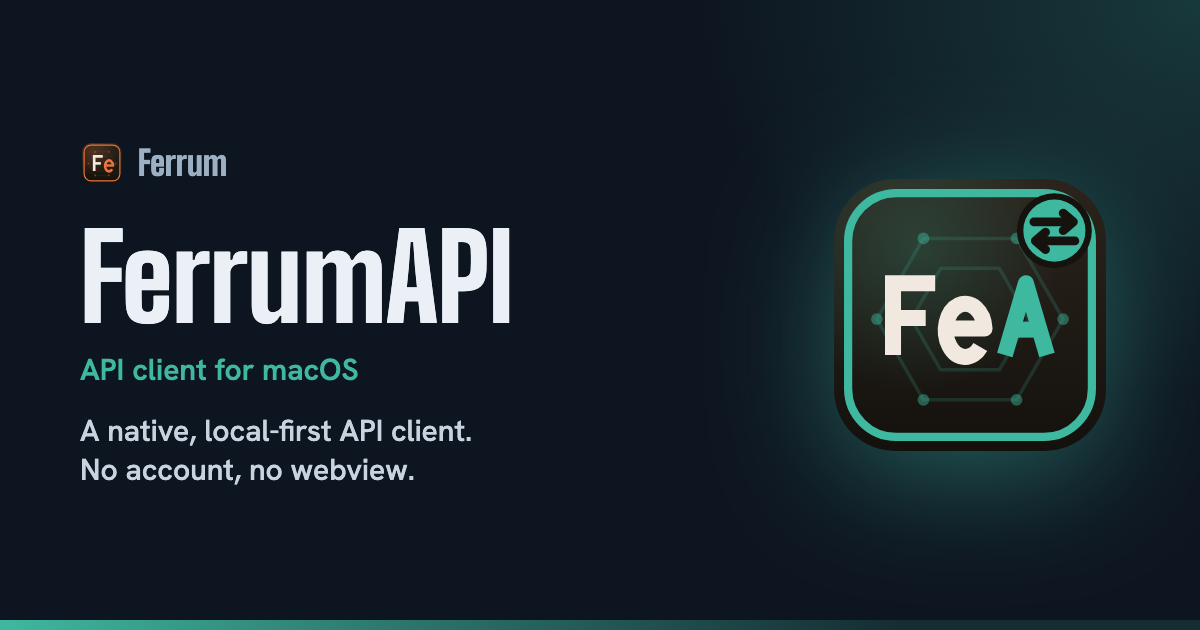 Fe Ferrum
FerrumAPI
API client for macOS
A native, local-first API client.
No account, no webview.
FeA